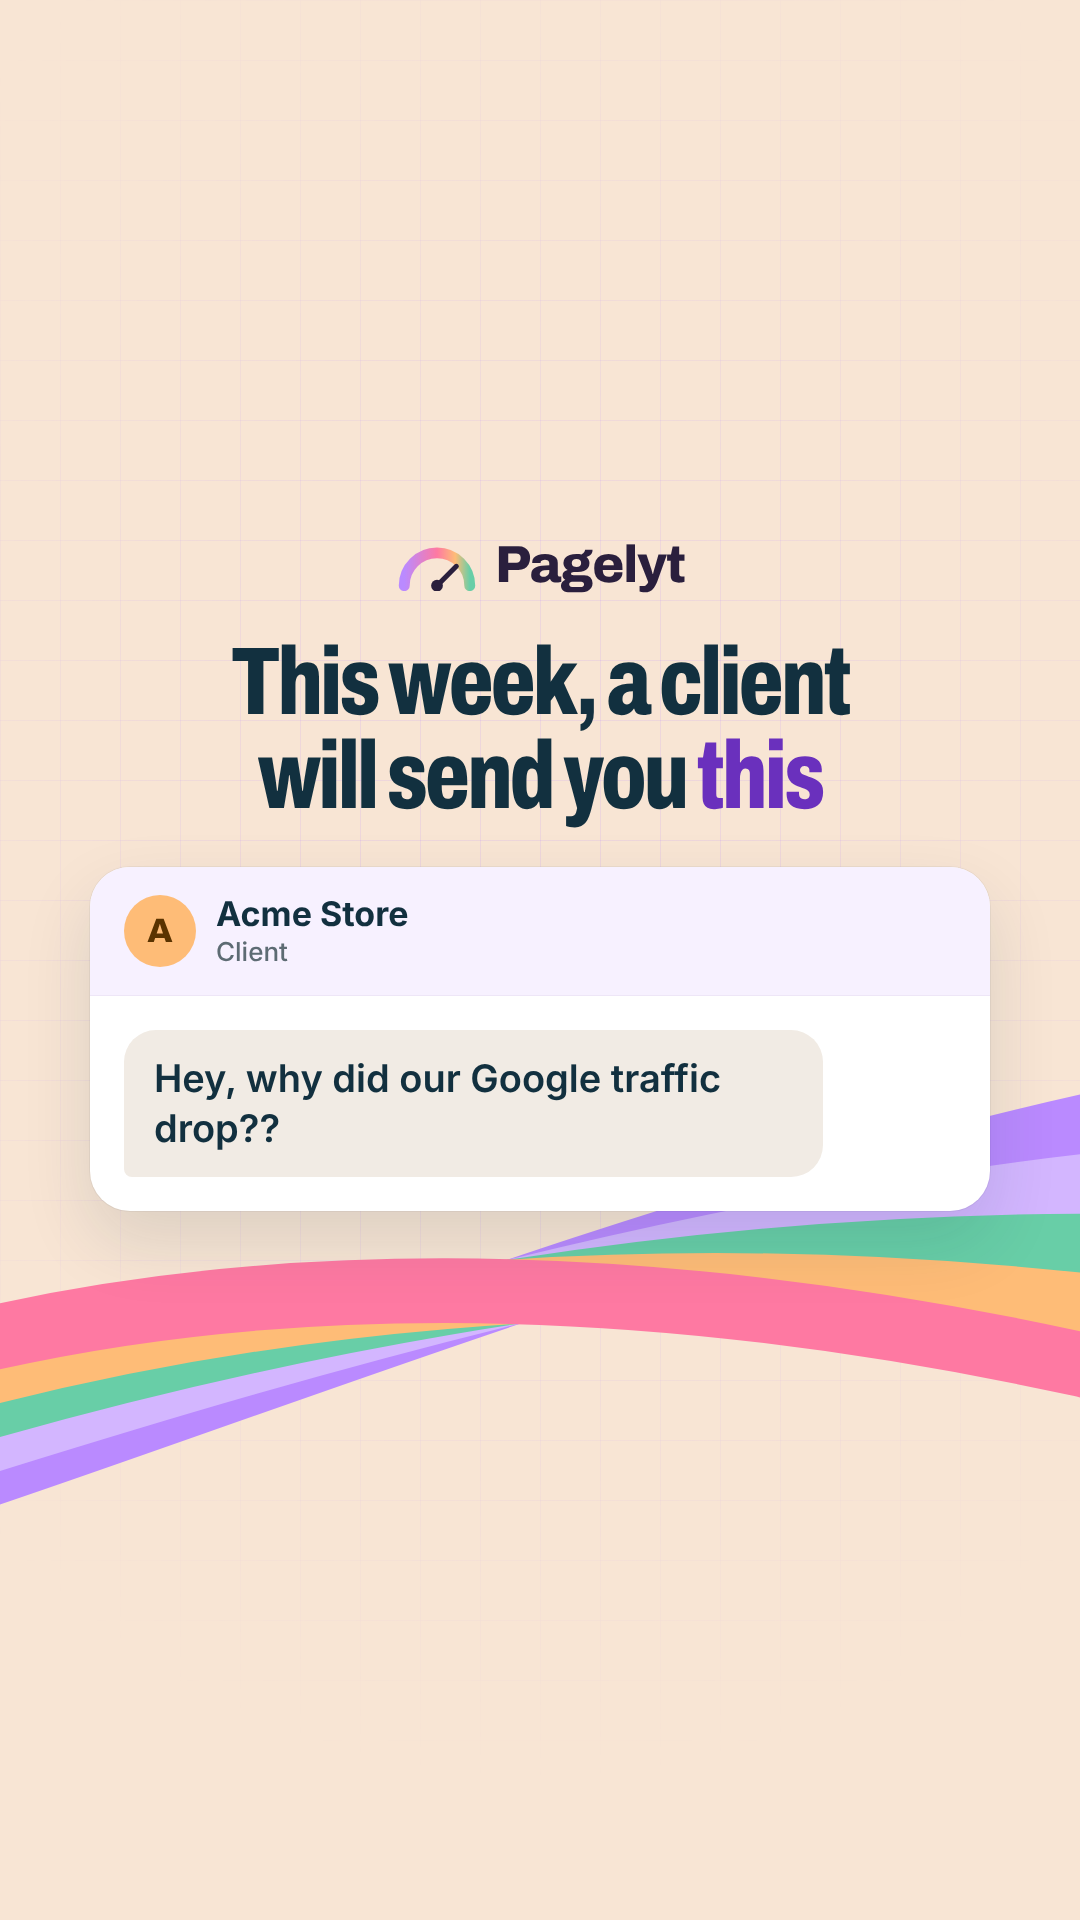 Pagelyt
This week, a client
will send you this
A
Acme Store
Client
Hey, why did our Google traffic
drop??